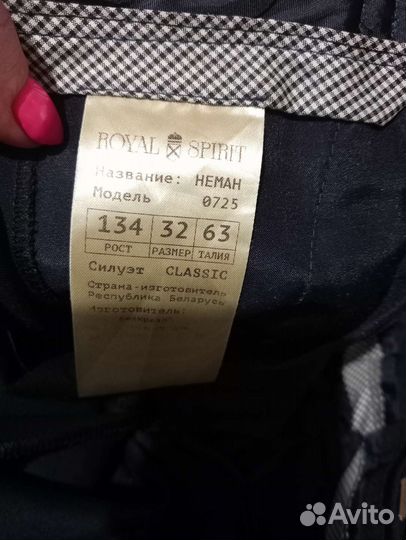 ROYAL SPIRIT
Название: НЕМАН
Модель 0725
134 32 63
РОСТ РАЗМЕР ТАЛИЯ
Силуэт CLASSIC
Страна-изготовитель
Республика Беларусь
Изготовитель:
Avito